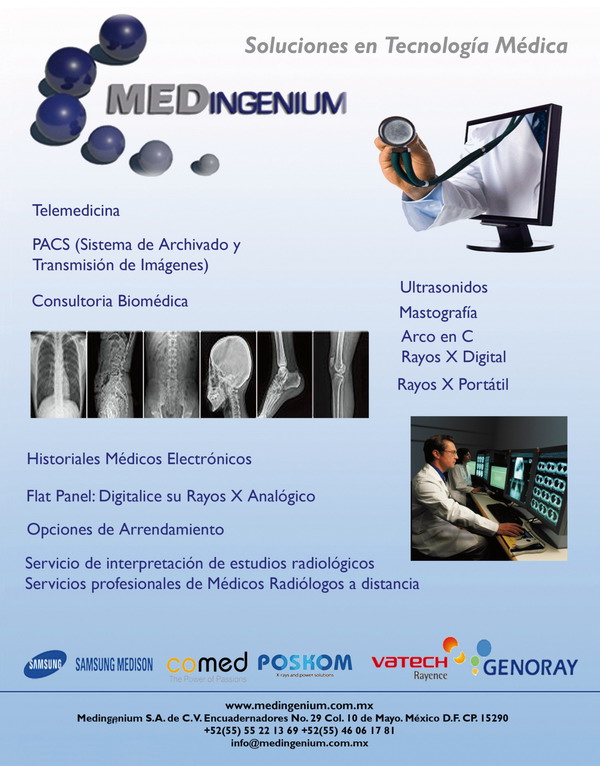 Soluciones en Tecnología Médica
MEDINGENIUM
Telemedicina
PACS (Sistema de Archivado y
Transmisión de Imágenes)
Consultoria Biomédica
Ultrasonidos
Mastografía
Arco en C
Rayos X Digital
Rayos X Portátil
Historiales Médicos Electrónicos
Flat Panel: Digitalice su Rayos X Analógico
Opciones de Arrendamiento
Servicio de interpretación de estudios radiológicos
Servicios profesionales de Médicos Radiólogos a distancia
SAMSUNG SAMSUNG MEDISON
comed
The Power of Passions
POSKOM
X rays and power solutions
VATECH
Rayence
GENORAY
www.medingenium.com.mx
Medingenium S.A. de C.V. Encuadernadores No. 29 Col. 10 de Mayo. México D.F. CP. 15290
+52(55) 55 22 13 69 +52(55) 46 06 17 81
info@medingenium.com.mx